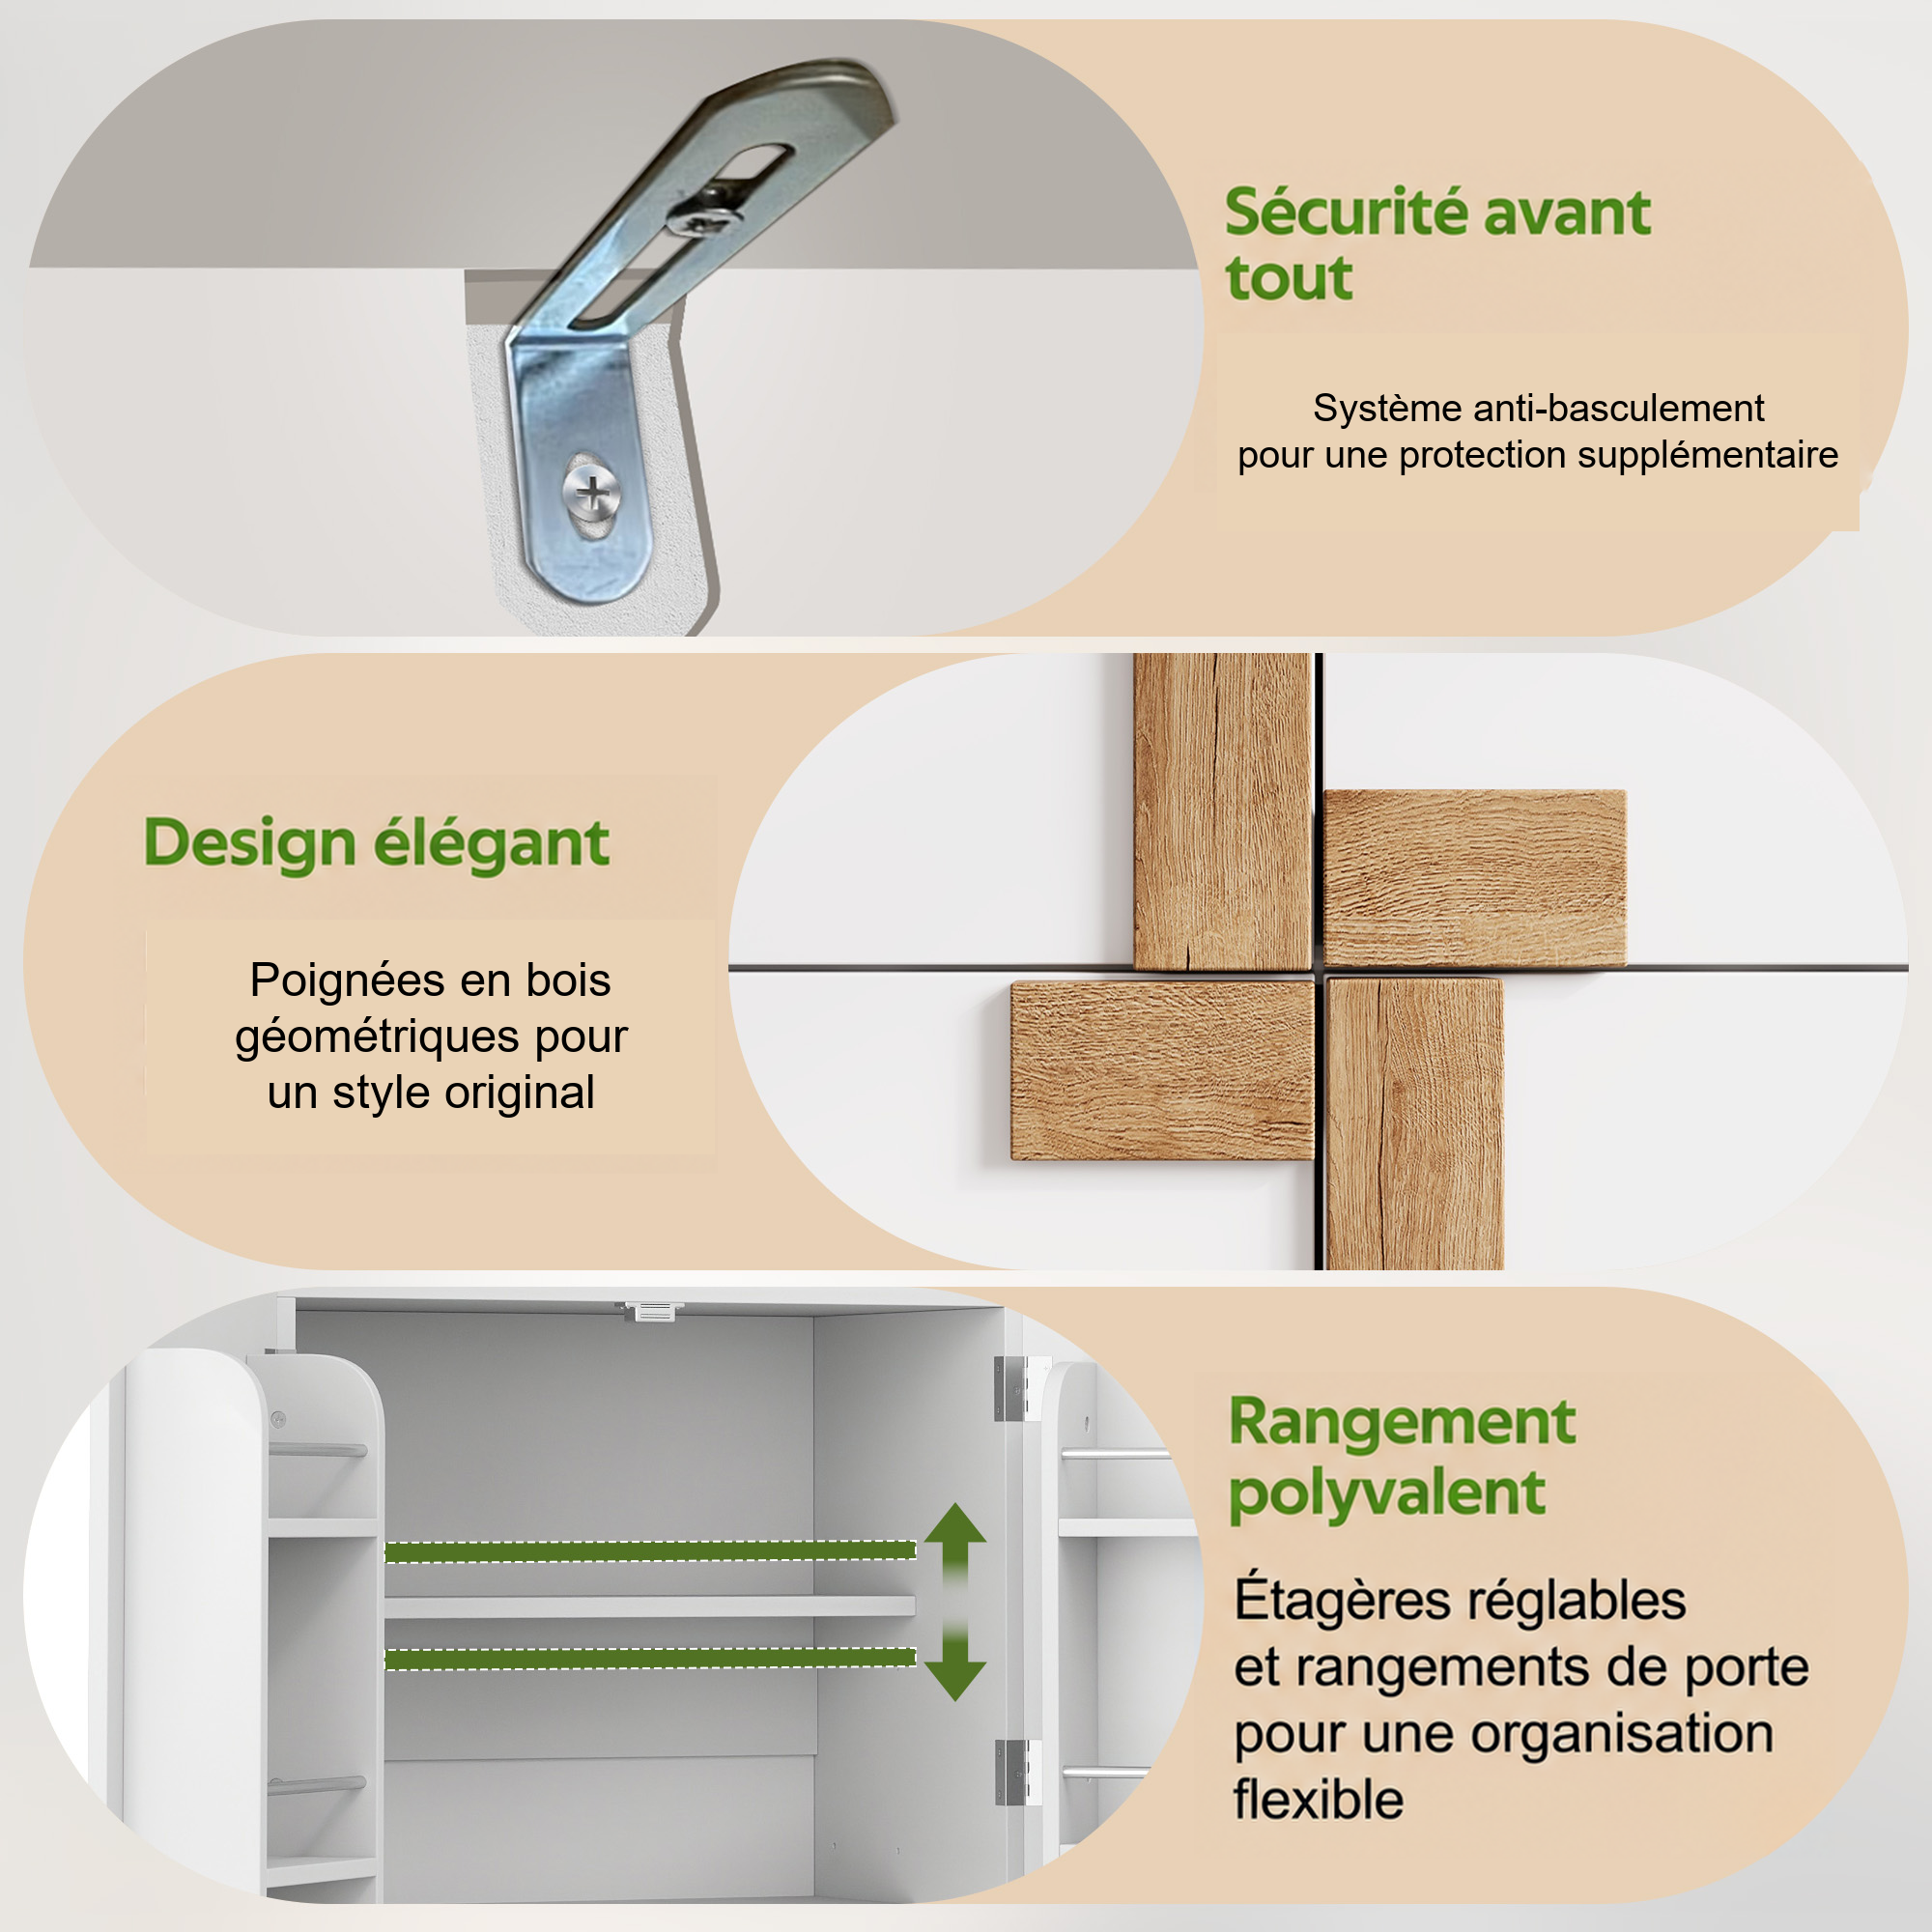 Sécurité avant
tout
Système anti-basculement
pour une protection supplémentaire
Design élégant
Poignées en bois
géométriques pour
un style original
Rangement
polyvalent
Étagères réglables
et rangements de porte
pour une organisation
flexible